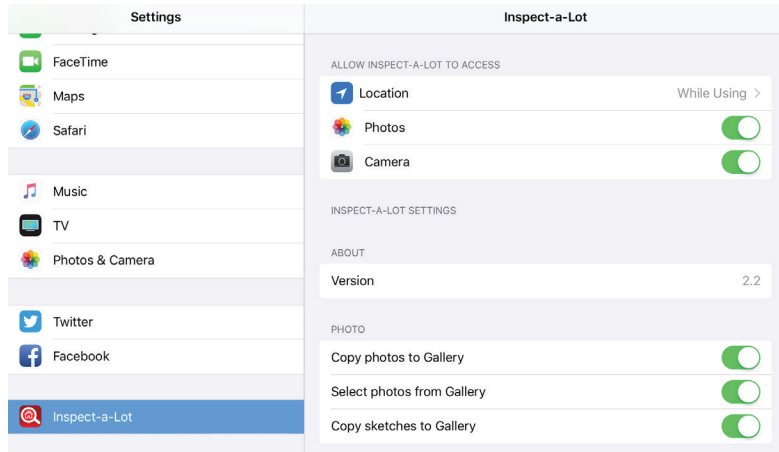 Settings
FaceTime
Maps
Safari
Music
TV
Photos & Camera
Twitter
Facebook
Inspect-a-Lot
Inspect-a-Lot
ALLOW INSPECT-A-LOT TO ACCESS
Location While Using >
Photos
Camera
INSPECT-A-LOT SETTINGS
ABOUT
Version 2.2
PHOTO
Copy photos to Gallery
Select photos from Gallery
Copy sketches to Gallery